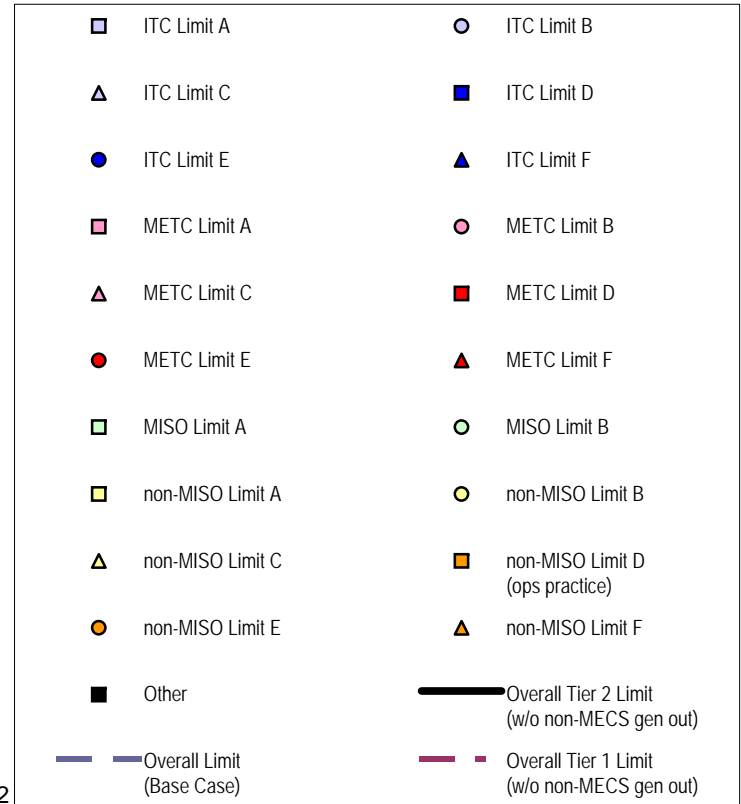 ITC Limit A
ITC Limit B
ITC Limit C
ITC Limit D
ITC Limit E
ITC Limit F
METC Limit A
METC Limit B
METC Limit C
METC Limit D
METC Limit E
METC Limit F
MISO Limit A
MISO Limit B
non-MISO Limit A
non-MISO Limit B
non-MISO Limit C
non-MISO Limit D
(ops practice)
non-MISO Limit E
non-MISO Limit F
Other
Overall Tier 2 Limit
(w/o non-MECS gen out)
Overall Limit
(Base Case)
Overall Tier 1 Limit
(w/o non-MECS gen out)
2